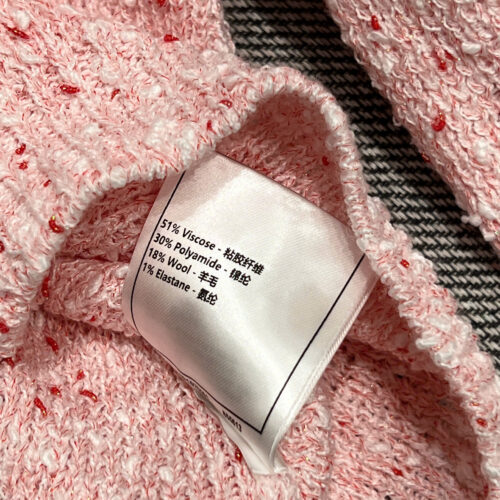 51% Viscose - 粘胶纤维
30% Polyamide - 锦纶
18% Wool - 羊毛
1% Elastane - 氨纶